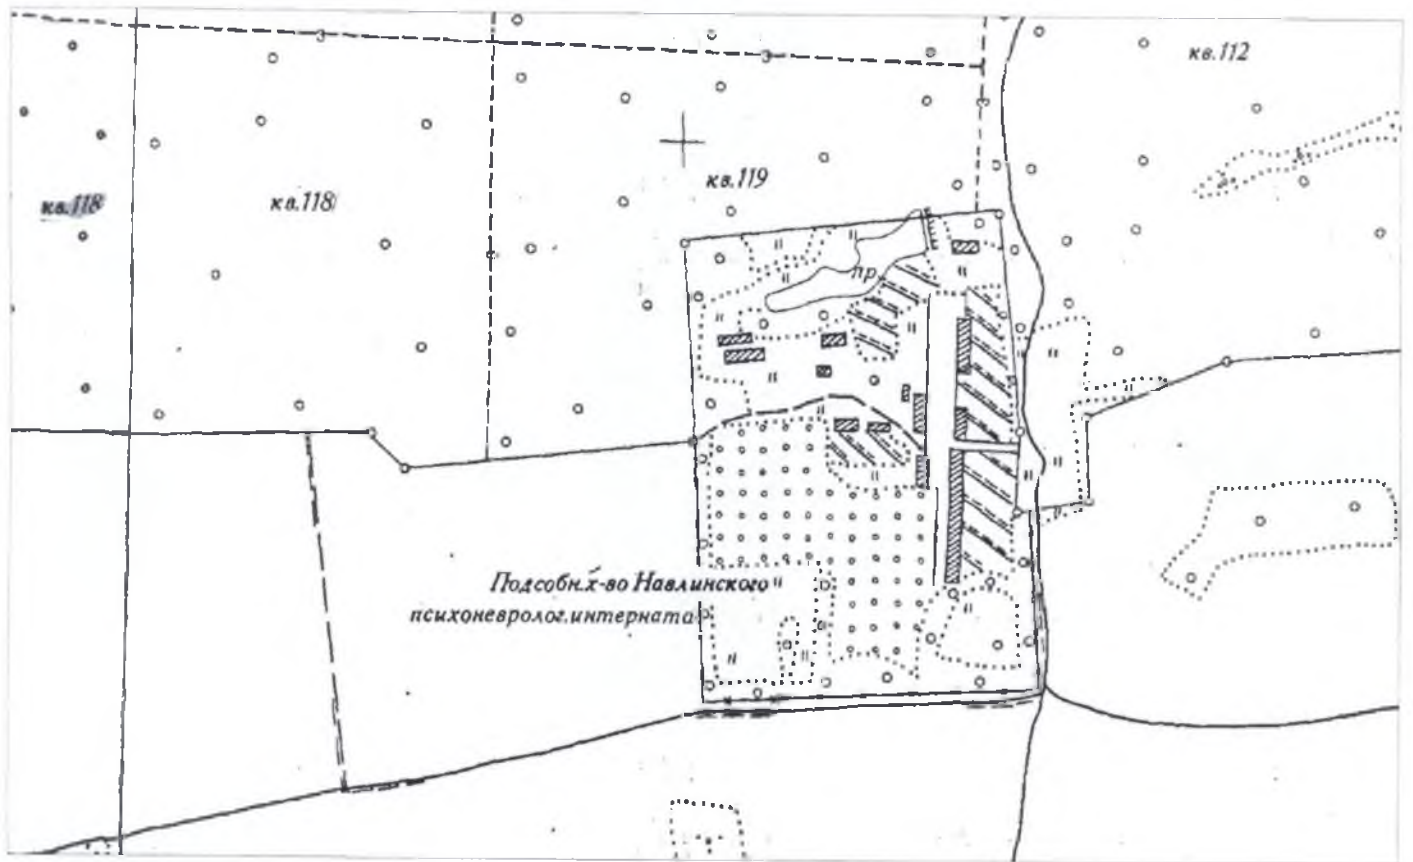 кв.112
кв.119
кв.118
кв.118
пр.
Подсобн.х-во Навлинского
психоневролог.интерната